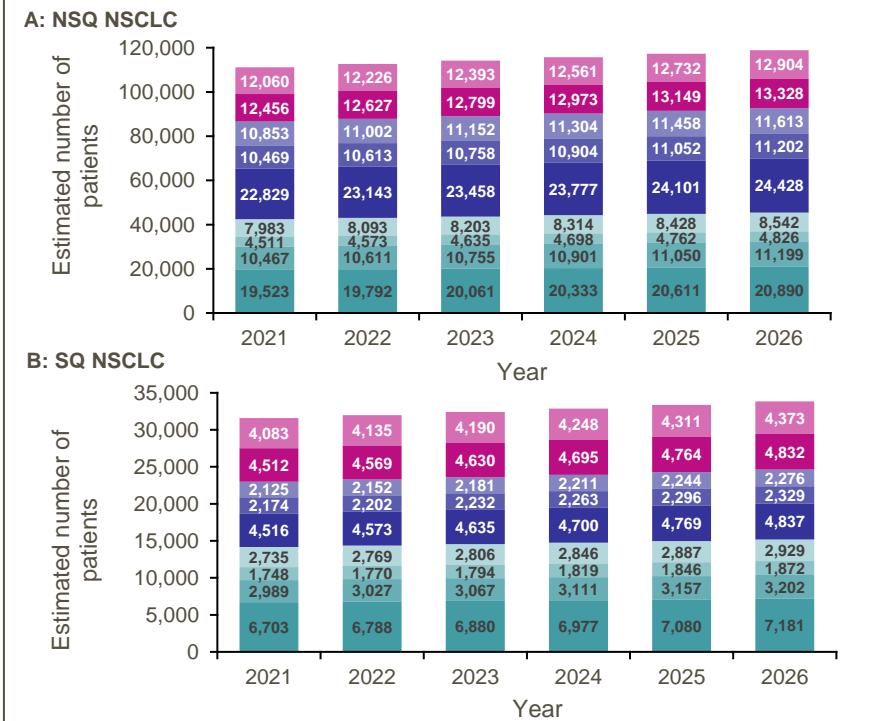 A: NSQ NSCLC
Estimated number of
patients
120,000
100,000
80,000
60,000
40,000
20,000
0
12,060 12,226 12,393 12,561 12,732 12,904
12,456 12,627 12,799 12,973 13,149 13,328
10,853 11,002 11,152 11,304 11,458 11,613
10,469 10,613 10,758 10,904 11,052 11,202
22,829 23,143 23,458 23,777 24,101 24,428
7,983 8,093 8,203 8,314 8,428 8,542
4,511 4,573 4,635 4,698 4,762 4,826
10,467 10,611 10,755 10,901 11,050 11,199
19,523 19,792 20,061 20,333 20,611 20,890
2021 2022 2023 2024 2025 2026
Year
B: SQ NSCLC
Estimated number of
patients
35,000
30,000
25,000
20,000
15,000
10,000
5,000
0
4,083 4,135 4,190 4,248 4,311 4,373
4,512 4,569 4,630 4,695 4,764 4,832
2,125 2,152 2,181 2,211 2,244 2,276
2,174 2,202 2,232 2,263 2,296 2,329
4,516 4,573 4,635 4,700 4,769 4,837
2,735 2,769 2,806 2,846 2,887 2,929
1,748 1,770 1,794 1,819 1,846 1,872
2,989 3,027 3,067 3,111 3,157 3,202
6,703 6,788 6,880 6,977 7,080 7,181
2021 2022 2023 2024 2025 2026
Year